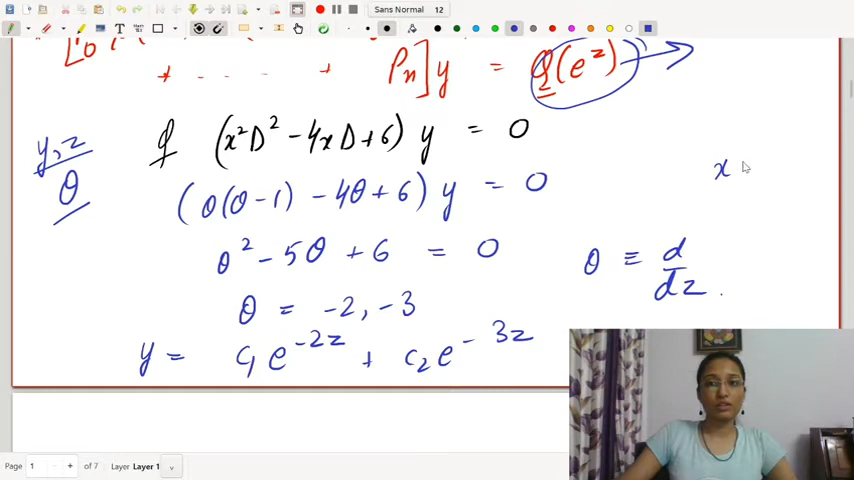 Sans Normal 12
+ . . . . + Pn]y = Q(e^z)
Q (x²D² - 4xD + 6) y = 0
y, z
θ
(θ(θ-1) - 4θ + 6) y = 0
x
θ² - 5θ + 6 = 0
θ ≡ d/dz .
θ = -2, -3
y = c₁e^-2z + c₂e^-3z
Page 1 of 7 Layer Layer 1